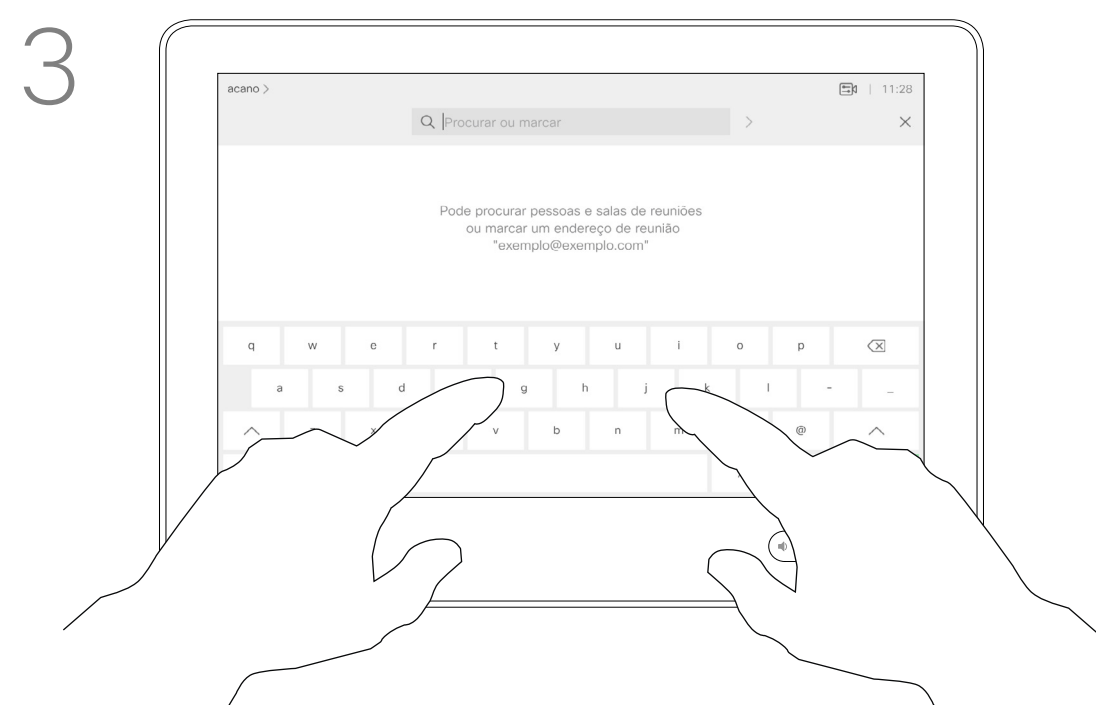 3
acano >
11:28
Procurar ou marcar
Pode procurar pessoas e salas de reuniões
ou marcar um endereço de reunião
"exemplo@exemplo.com"
q w e r t y u i o p
a s d g h j k l - _
x v b n m @